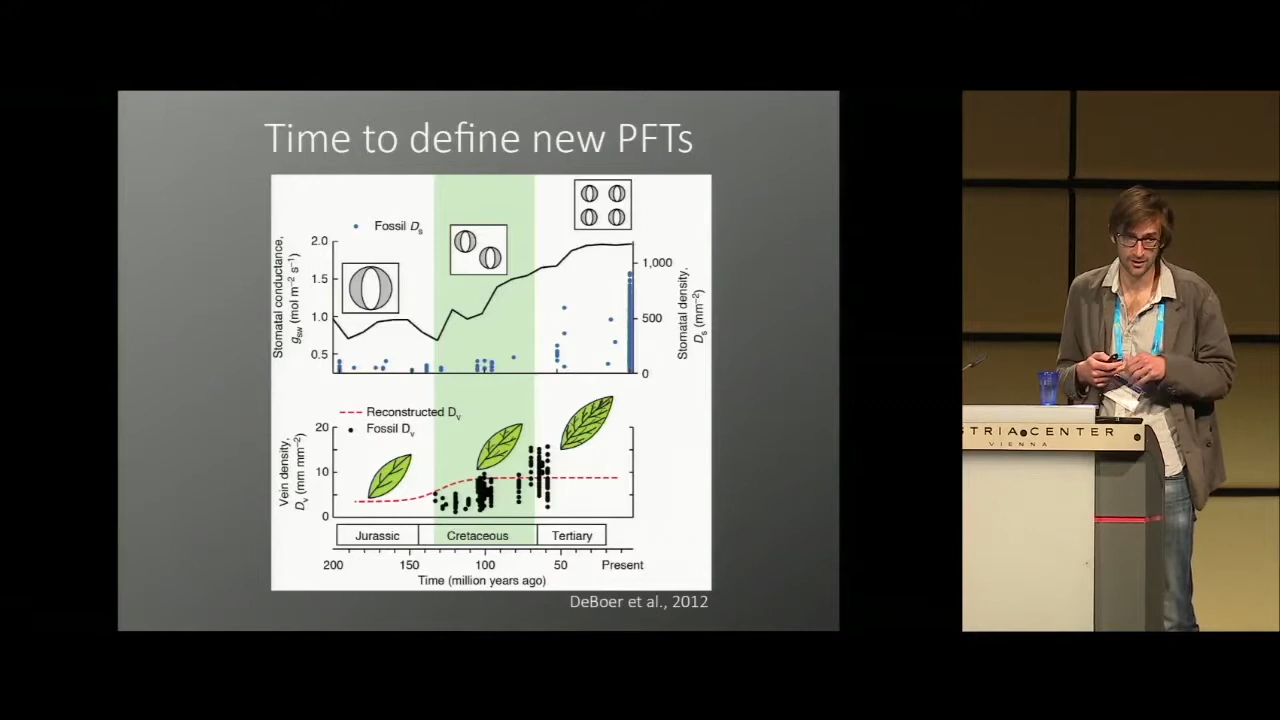 Time to define new PFTs
Fossil Ds
Stomatal conductance,
gsw (mol m−2 s−1)
2.0
1.5
1.0
0.5
1,000
500
0
Stomatal density,
Ds (mm−2)
Reconstructed Dv
Fossil Dv
Vein density,
Dv (mm mm−2)
20
10
0
Jurassic
Cretaceous
Tertiary
200
150
100
50
Present
Time (million years ago)
DeBoer et al., 2012
STRIA CENTER
VIENNA